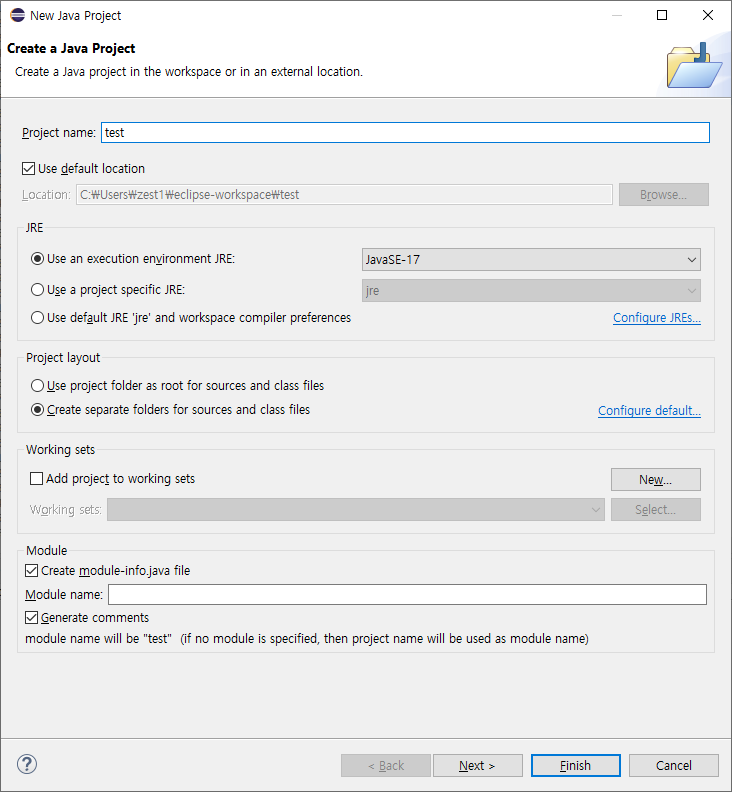 New Java Project
Create a Java Project
Create a Java project in the workspace or in an external location.
Project name: test
Use default location
Location: C:₩Users₩zest1₩eclipse-workspace₩test Browse...
JRE
Use an execution environment JRE: JavaSE-17
Use a project specific JRE: jre
Use default JRE 'jre' and workspace compiler preferences Configure JREs...
Project layout
Use project folder as root for sources and class files
Create separate folders for sources and class files Configure default...
Working sets
Add project to working sets New...
Working sets: Select...
Module
Create module-info.java file
Module name:
Generate comments
module name will be "test" (if no module is specified, then project name will be used as module name)
? < Back Next > Finish Cancel